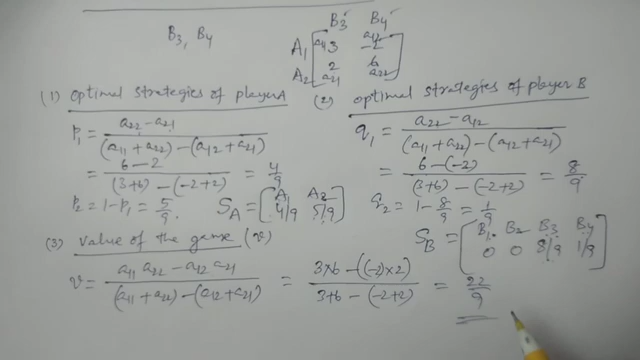 B₃, B₄
B₃ B₄
A₁ a₁₁ 3 a₁₂ -2
A₂ 2 a₂₁ 6 a₂₂
(1) optimal strategies of player A
p₁ = a₂₂ - a₂₁ / (a₁₁ + a₂₂) - (a₁₂ + a₂₁)
= 6 - 2 / (3+6) - (-2+2) = 4/9
p₂ = 1 - p₁ = 5/9.
S_A = [A₁ A₂ 4/9 5/9]
(2) optimal strategies of player B
q₁ = a₂₂ - a₁₂ / (a₁₁ + a₂₂) - (a₁₂ + a₂₁)
= 6 - (-2) / (3+6) - (-2+2) = 8/9
q₂ = 1 - 8/9 = 1/9
S_B = [B₁ B₂ B₃ B₄ 0 0 8/9 1/9]
(3) value of the game (v)
v = a₁₁ a₂₂ - a₁₂ a₂₁ / (a₁₁ + a₂₂) - (a₁₂ + a₂₁) = 3×6 - ((-2)×2) / 3+6 - (-2+2) = 22/9